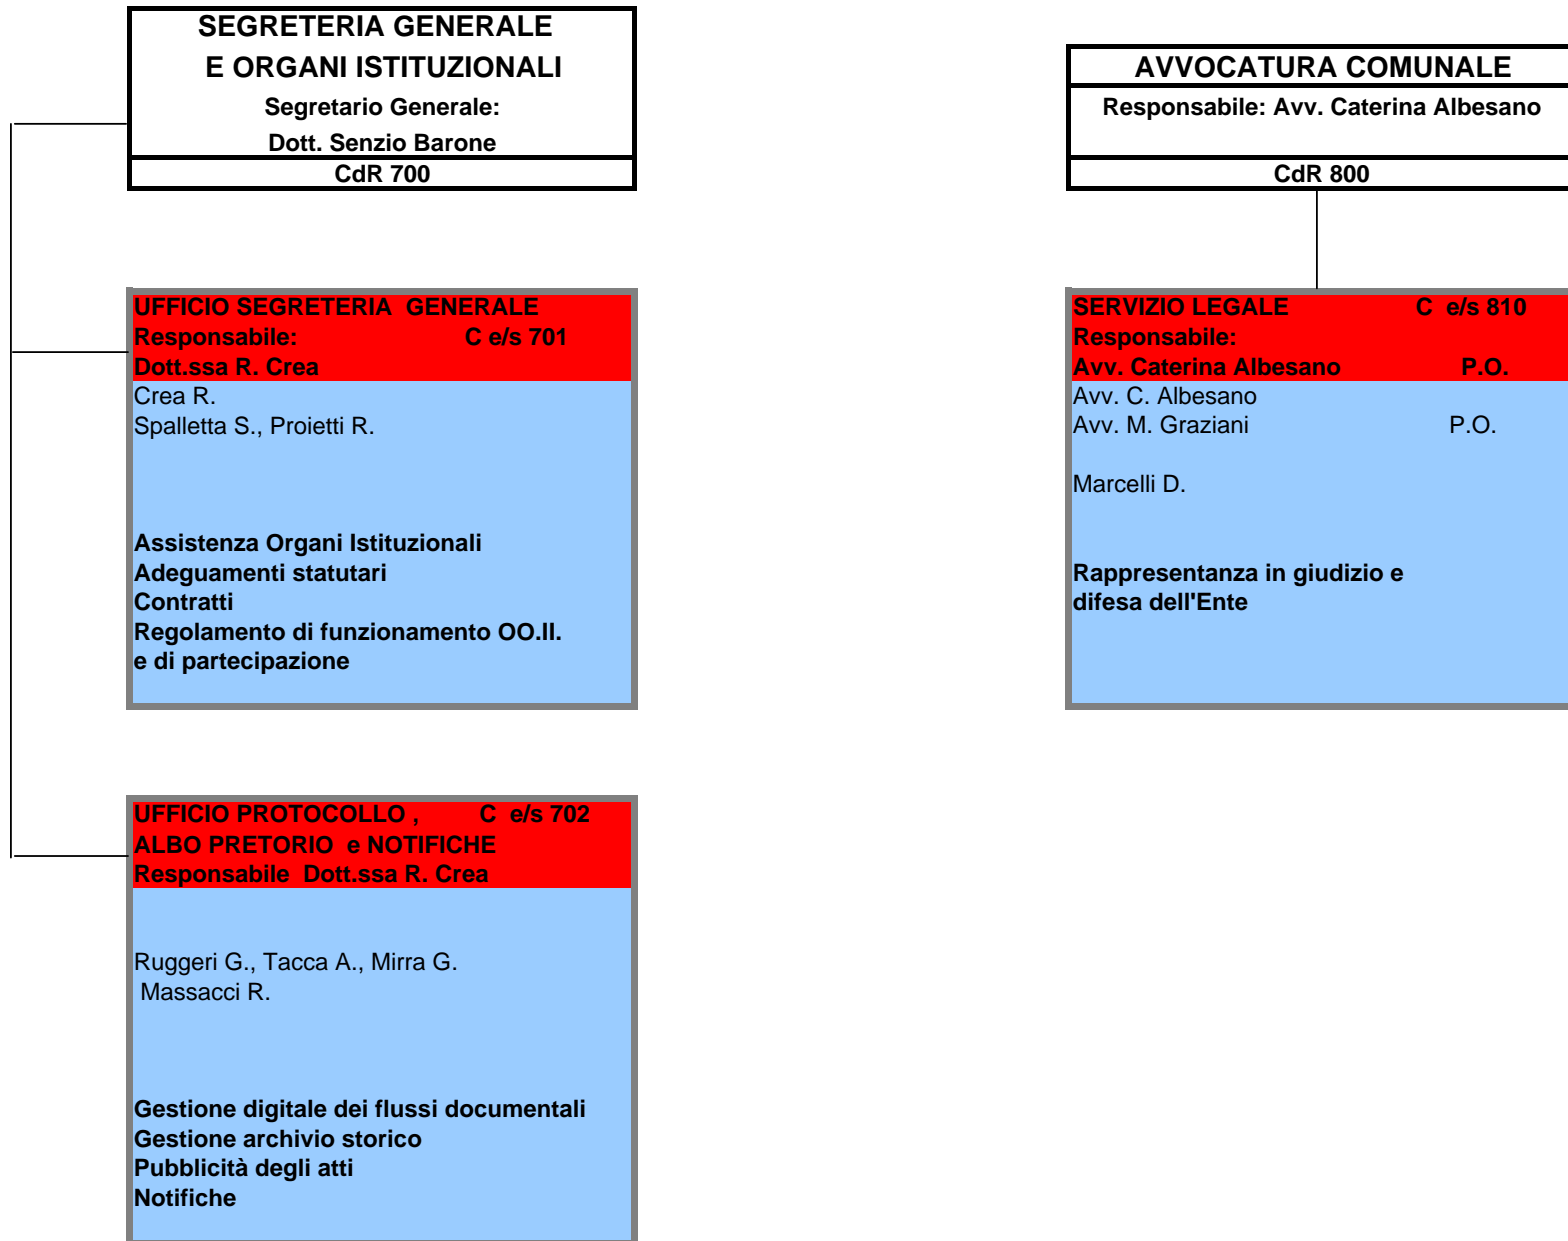 SEGRETERIA GENERALE
E ORGANI ISTITUZIONALI
Segretario Generale:
Dott. Senzio Barone
CdR 700
UFFICIO SEGRETERIA GENERALE
Responsabile: C e/s 701
Dott.ssa R. Crea
Crea R.
Spalletta S., Proietti R.
Assistenza Organi Istituzionali
Adeguamenti statutari
Contratti
Regolamento di funzionamento OO.II.
e di partecipazione
UFFICIO PROTOCOLLO , C e/s 702
ALBO PRETORIO e NOTIFICHE
Responsabile Dott.ssa R. Crea
Ruggeri G., Tacca A., Mirra G.
Massacci R.
Gestione digitale dei flussi documentali
Gestione archivio storico
Pubblicità degli atti
Notifiche
AVVOCATURA COMUNALE
Responsabile: Avv. Caterina Albesano
CdR 800
SERVIZIO LEGALE C e/s 810
Responsabile:
Avv. Caterina Albesano P.O.
Avv. C. Albesano
Avv. M. Graziani P.O.
Marcelli D.
Rappresentanza in giudizio e
difesa dell'Ente